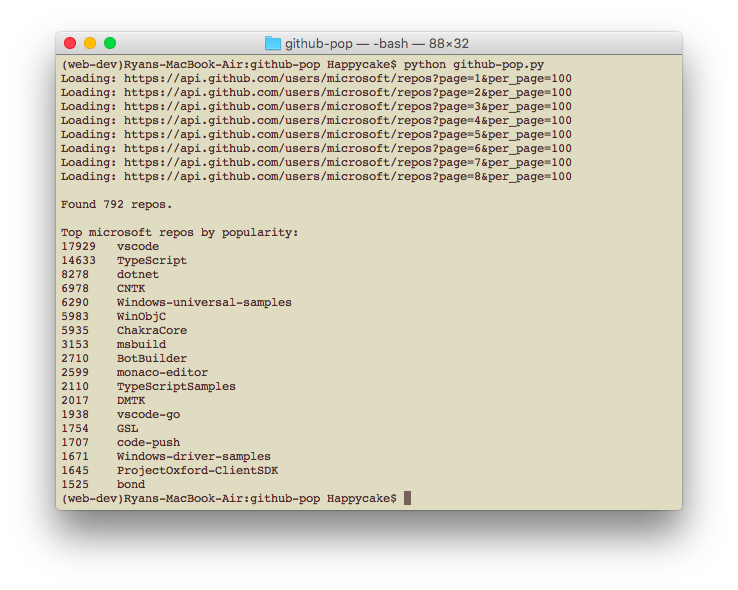 github-pop — -bash — 88×32
(web-dev)Ryans-MacBook-Air:github-pop Happycake$ python github-pop.py
Loading: https://api.github.com/users/microsoft/repos?page=1&per_page=100
Loading: https://api.github.com/users/microsoft/repos?page=2&per_page=100
Loading: https://api.github.com/users/microsoft/repos?page=3&per_page=100
Loading: https://api.github.com/users/microsoft/repos?page=4&per_page=100
Loading: https://api.github.com/users/microsoft/repos?page=5&per_page=100
Loading: https://api.github.com/users/microsoft/repos?page=6&per_page=100
Loading: https://api.github.com/users/microsoft/repos?page=7&per_page=100
Loading: https://api.github.com/users/microsoft/repos?page=8&per_page=100
Found 792 repos.
Top microsoft repos by popularity:
17929   vscode
14633   TypeScript
8278    dotnet
6978    CNTK
6290    Windows-universal-samples
5983    WinObjC
5935    ChakraCore
3153    msbuild
2710    BotBuilder
2599    monaco-editor
2110    TypeScriptSamples
2017    DMTK
1938    vscode-go
1754    GSL
1707    code-push
1671    Windows-driver-samples
1645    ProjectOxford-ClientSDK
1525    bond
(web-dev)Ryans-MacBook-Air:github-pop Happycake$